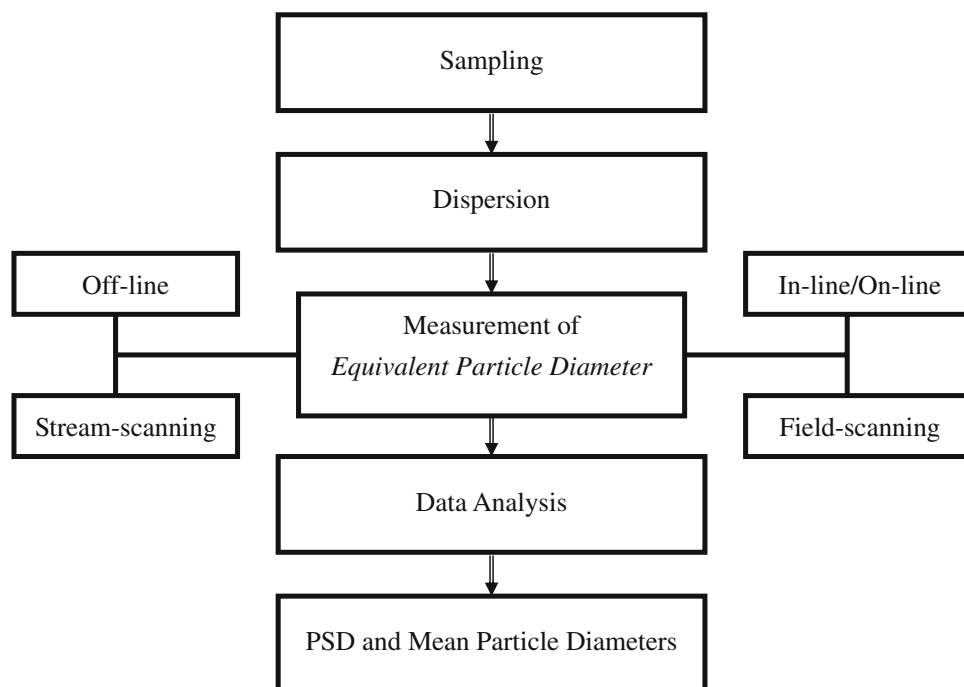 Sampling
Dispersion
Off-line
In-line/On-line
Measurement of
Equivalent Particle Diameter
Stream-scanning
Field-scanning
Data Analysis
PSD and Mean Particle Diameters